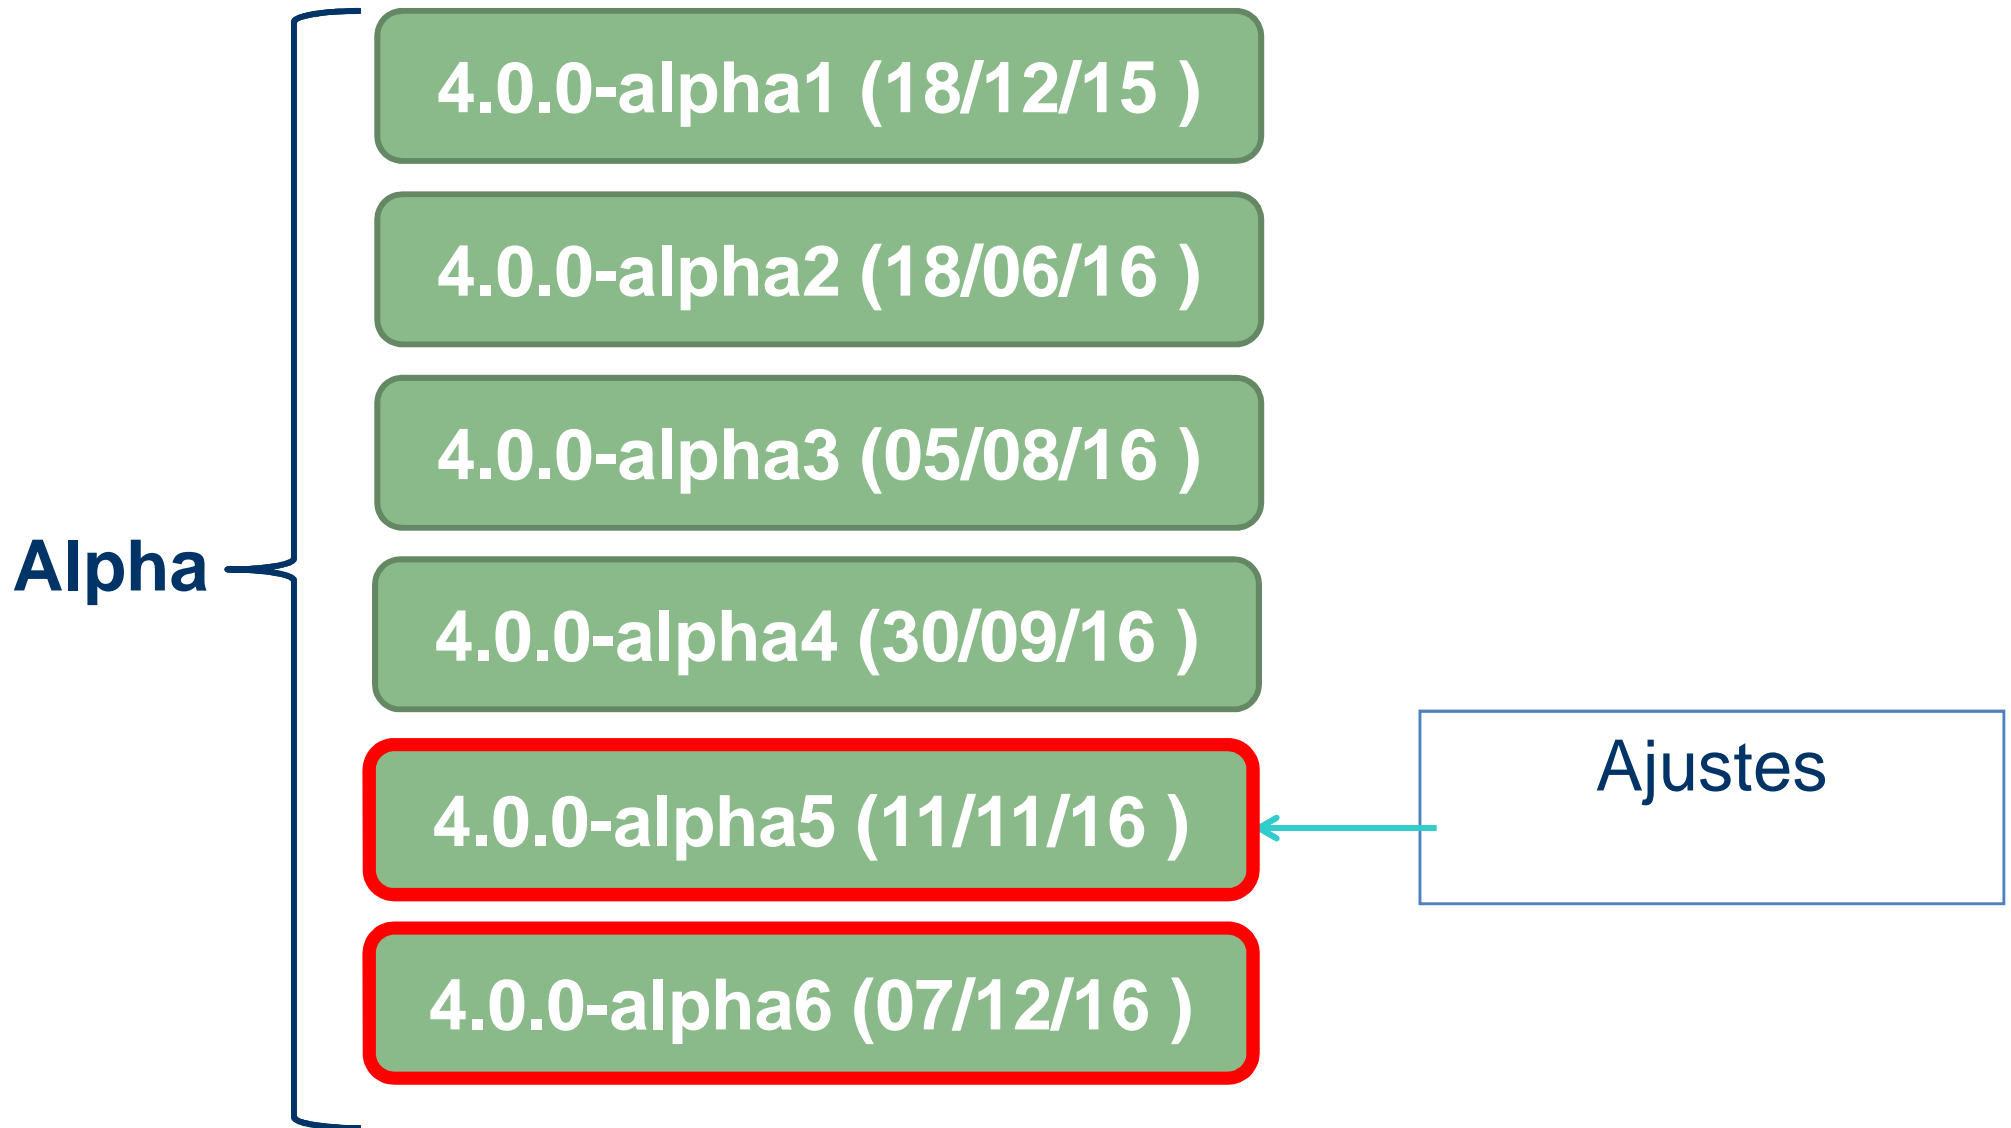 4.0.0-alpha1 (18/12/15 )
4.0.0-alpha2 (18/06/16 )
4.0.0-alpha3 (05/08/16 )
Alpha
4.0.0-alpha4 (30/09/16 )
4.0.0-alpha5 (11/11/16 )
Ajustes
4.0.0-alpha6 (07/12/16 )